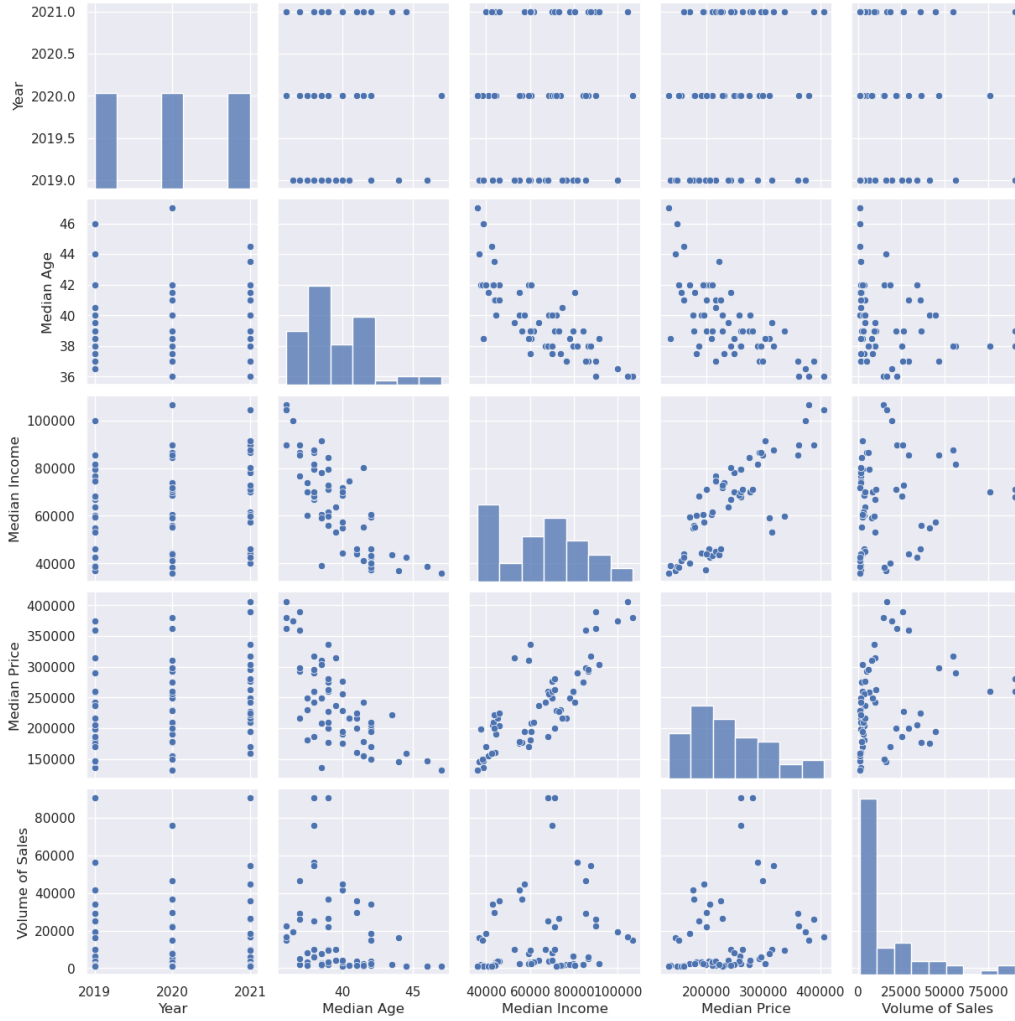 2021.0
2020.5
2020.0
2019.5
2019.0
Year
46
44
42
40
38
36
Median Age
100000
80000
60000
40000
Median Income
400000
350000
300000
250000
200000
150000
Median Price
80000
60000
40000
20000
0
Volume of Sales
2019 2020 2021
Year
40 45
Median Age
40000 60000 80000 100000
Median Income
200000 300000 400000
Median Price
0 25000 50000 75000
Volume of Sales